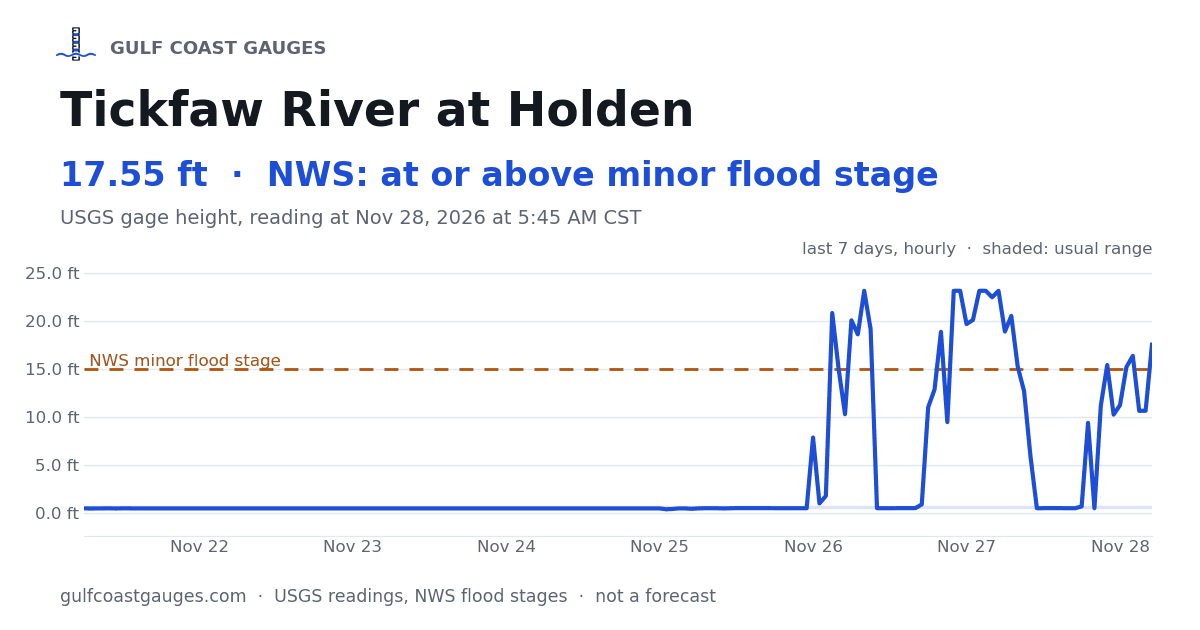 GULF COAST GAUGES
Tickfaw River at Holden
17.55 ft · NWS: at or above minor flood stage
USGS gage height, reading at Nov 28, 2026 at 5:45 AM CST
last 7 days, hourly · shaded: usual range
25.0 ft
20.0 ft
NWS minor flood stage
15.0 ft
10.0 ft
5.0 ft
0.0 ft
Nov 22 Nov 23 Nov 24 Nov 25 Nov 26 Nov 27 Nov 28
gulfcoastgauges.com · USGS readings, NWS flood stages · not a forecast